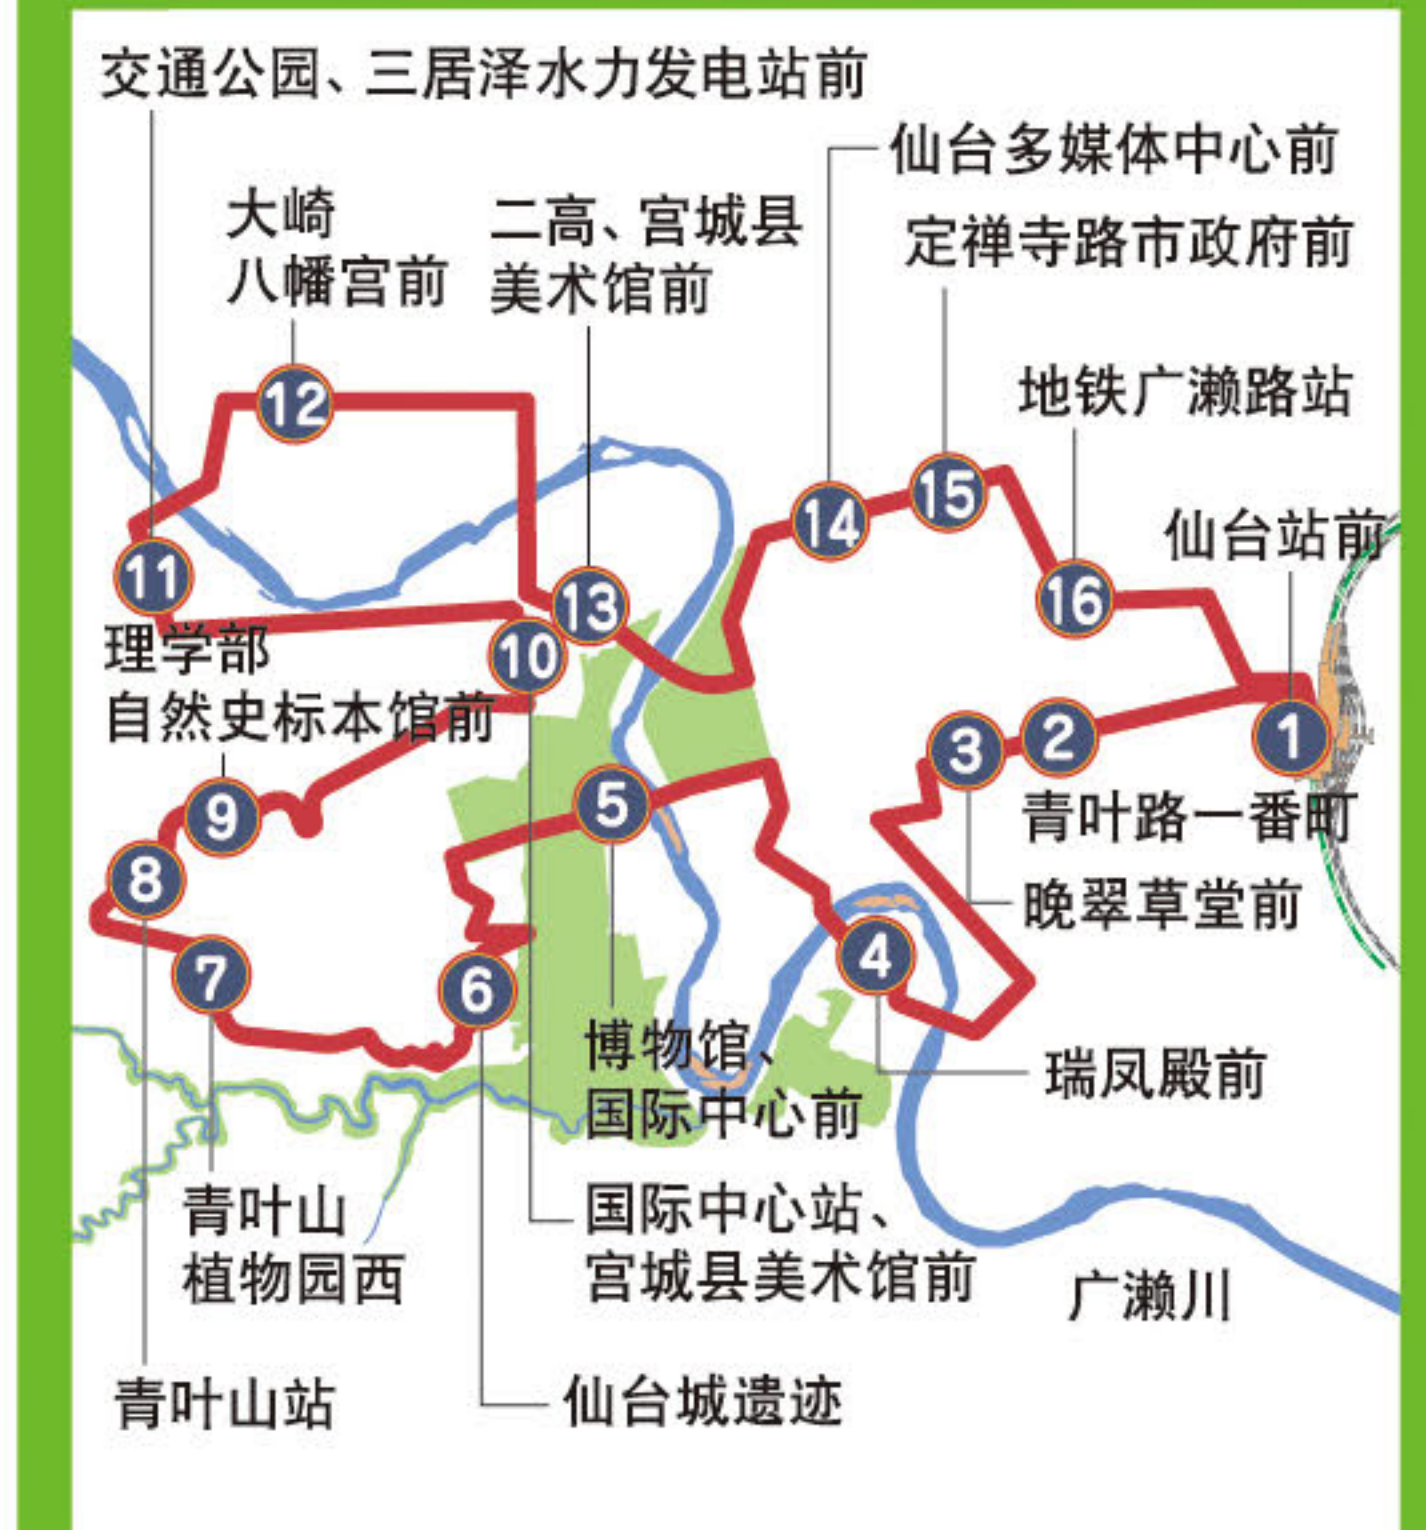 交通公园、三居泽水力发电站前
仙台多媒体中心前
大崎
八幡宫前
二高、宫城县
美术馆前
定禅寺路市政府前
地铁广濑路站
仙台站前
12
15
14
11
16
13
理学部
自然史标本馆前
10
1
2
3
5
9
青叶路一番町
8
晚翠草堂前
4
7
6
博物馆、
国际中心前
瑞凤殿前
青叶山
植物园西
国际中心站、
宫城县美术馆前
广濑川
青叶山站
仙台城遗迹